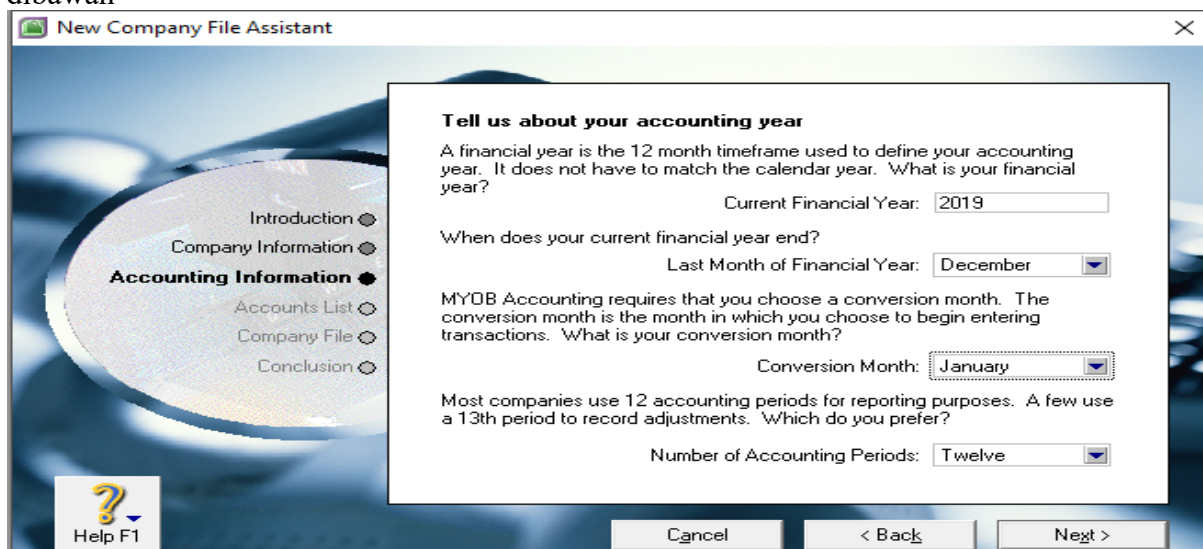 dibawah
New Company File Assistant
Introduction
Company Information
Accounting Information
Accounts List
Company File
Conclusion
Tell us about your accounting year
A financial year is the 12 month timeframe used to define your accounting
year. It does not have to match the calendar year. What is your financial
year?
Current Financial Year: 2019
When does your current financial year end?
Last Month of Financial Year: December
MYOB Accounting requires that you choose a conversion month. The
conversion month is the month in which you choose to begin entering
transactions. What is your conversion month?
Conversion Month: January
Most companies use 12 accounting periods for reporting purposes. A few use
a 13th period to record adjustments. Which do you prefer?
Number of Accounting Periods: Twelve
Help F1
Cancel
< Back
Next >